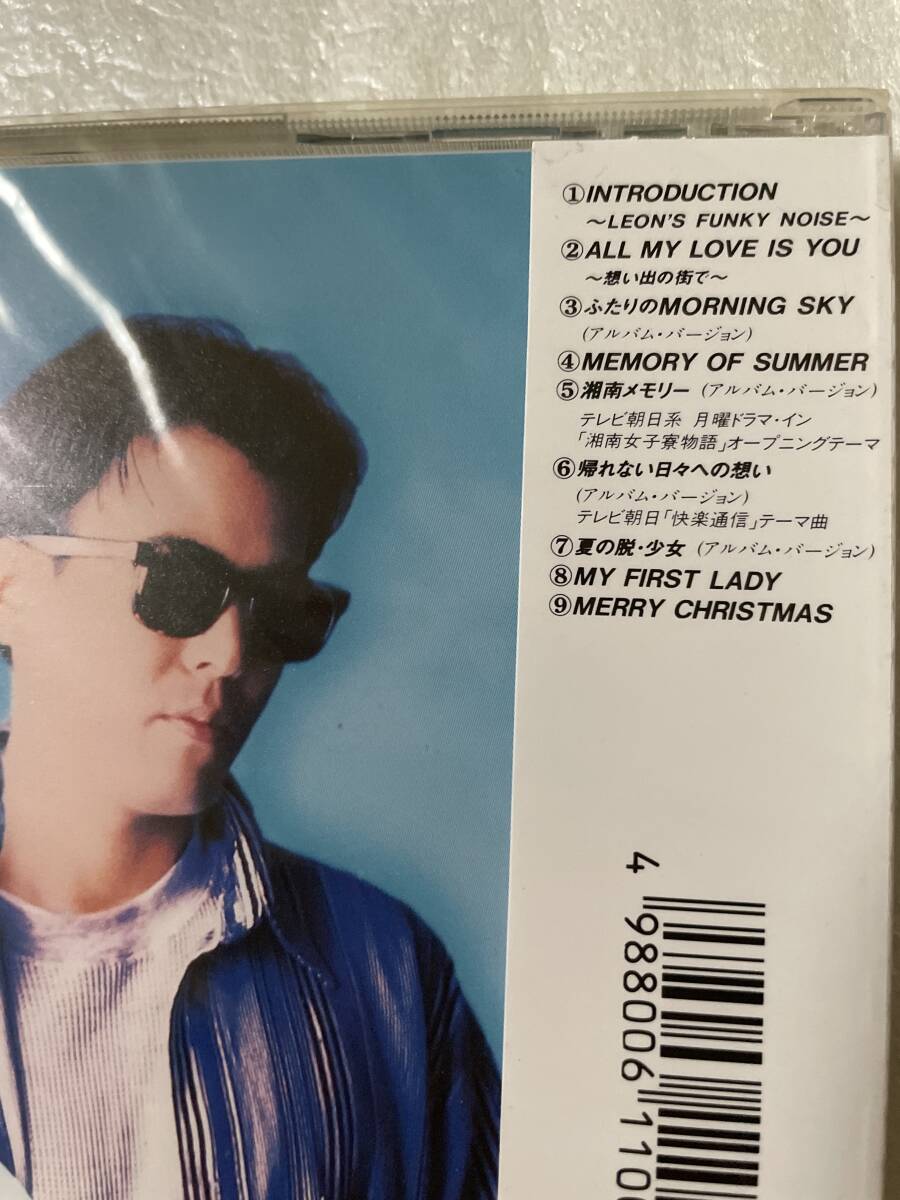 ①INTRODUCTION
～LEON'S FUNKY NOISE～
②ALL MY LOVE IS YOU
～想い出の街で～
③ふたりのMORNING SKY
(アルバム・バージョン)
④MEMORY OF SUMMER
⑤湘南メモリー (アルバム・バージョン)
テレビ朝日系 月曜ドラマ・イン
「湘南女子寮物語」オープニングテーマ
⑥帰れない日々への想い
(アルバム・バージョン)
テレビ朝日「快楽通信」テーマ曲
⑦夏の脱・少女 (アルバム・バージョン)
⑧MY FIRST LADY
⑨MERRY CHRISTMAS
4 988006 110